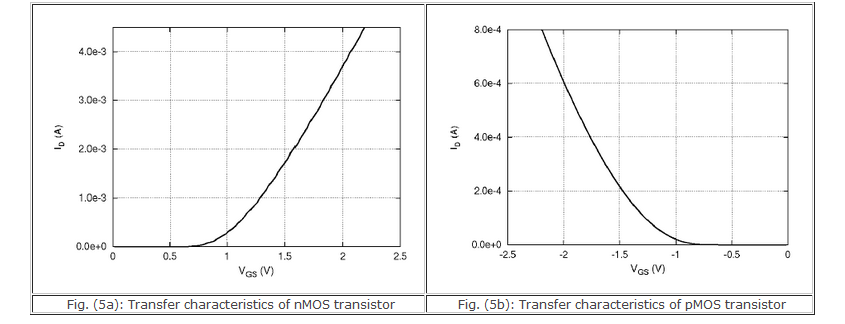 4.0e-3
3.0e-3
2.0e-3
1.0e-3
0.0e+0
I_D (A)
0 0.5 1 1.5 2 2.5
V_GS (V)
Fig. (5a): Transfer characteristics of nMOS transistor
8.0e-4
6.0e-4
4.0e-4
2.0e-4
0.0e+0
I_D (A)
-2.5 -2 -1.5 -1 -0.5 0
V_GS (V)
Fig. (5b): Transfer characteristics of pMOS transistor